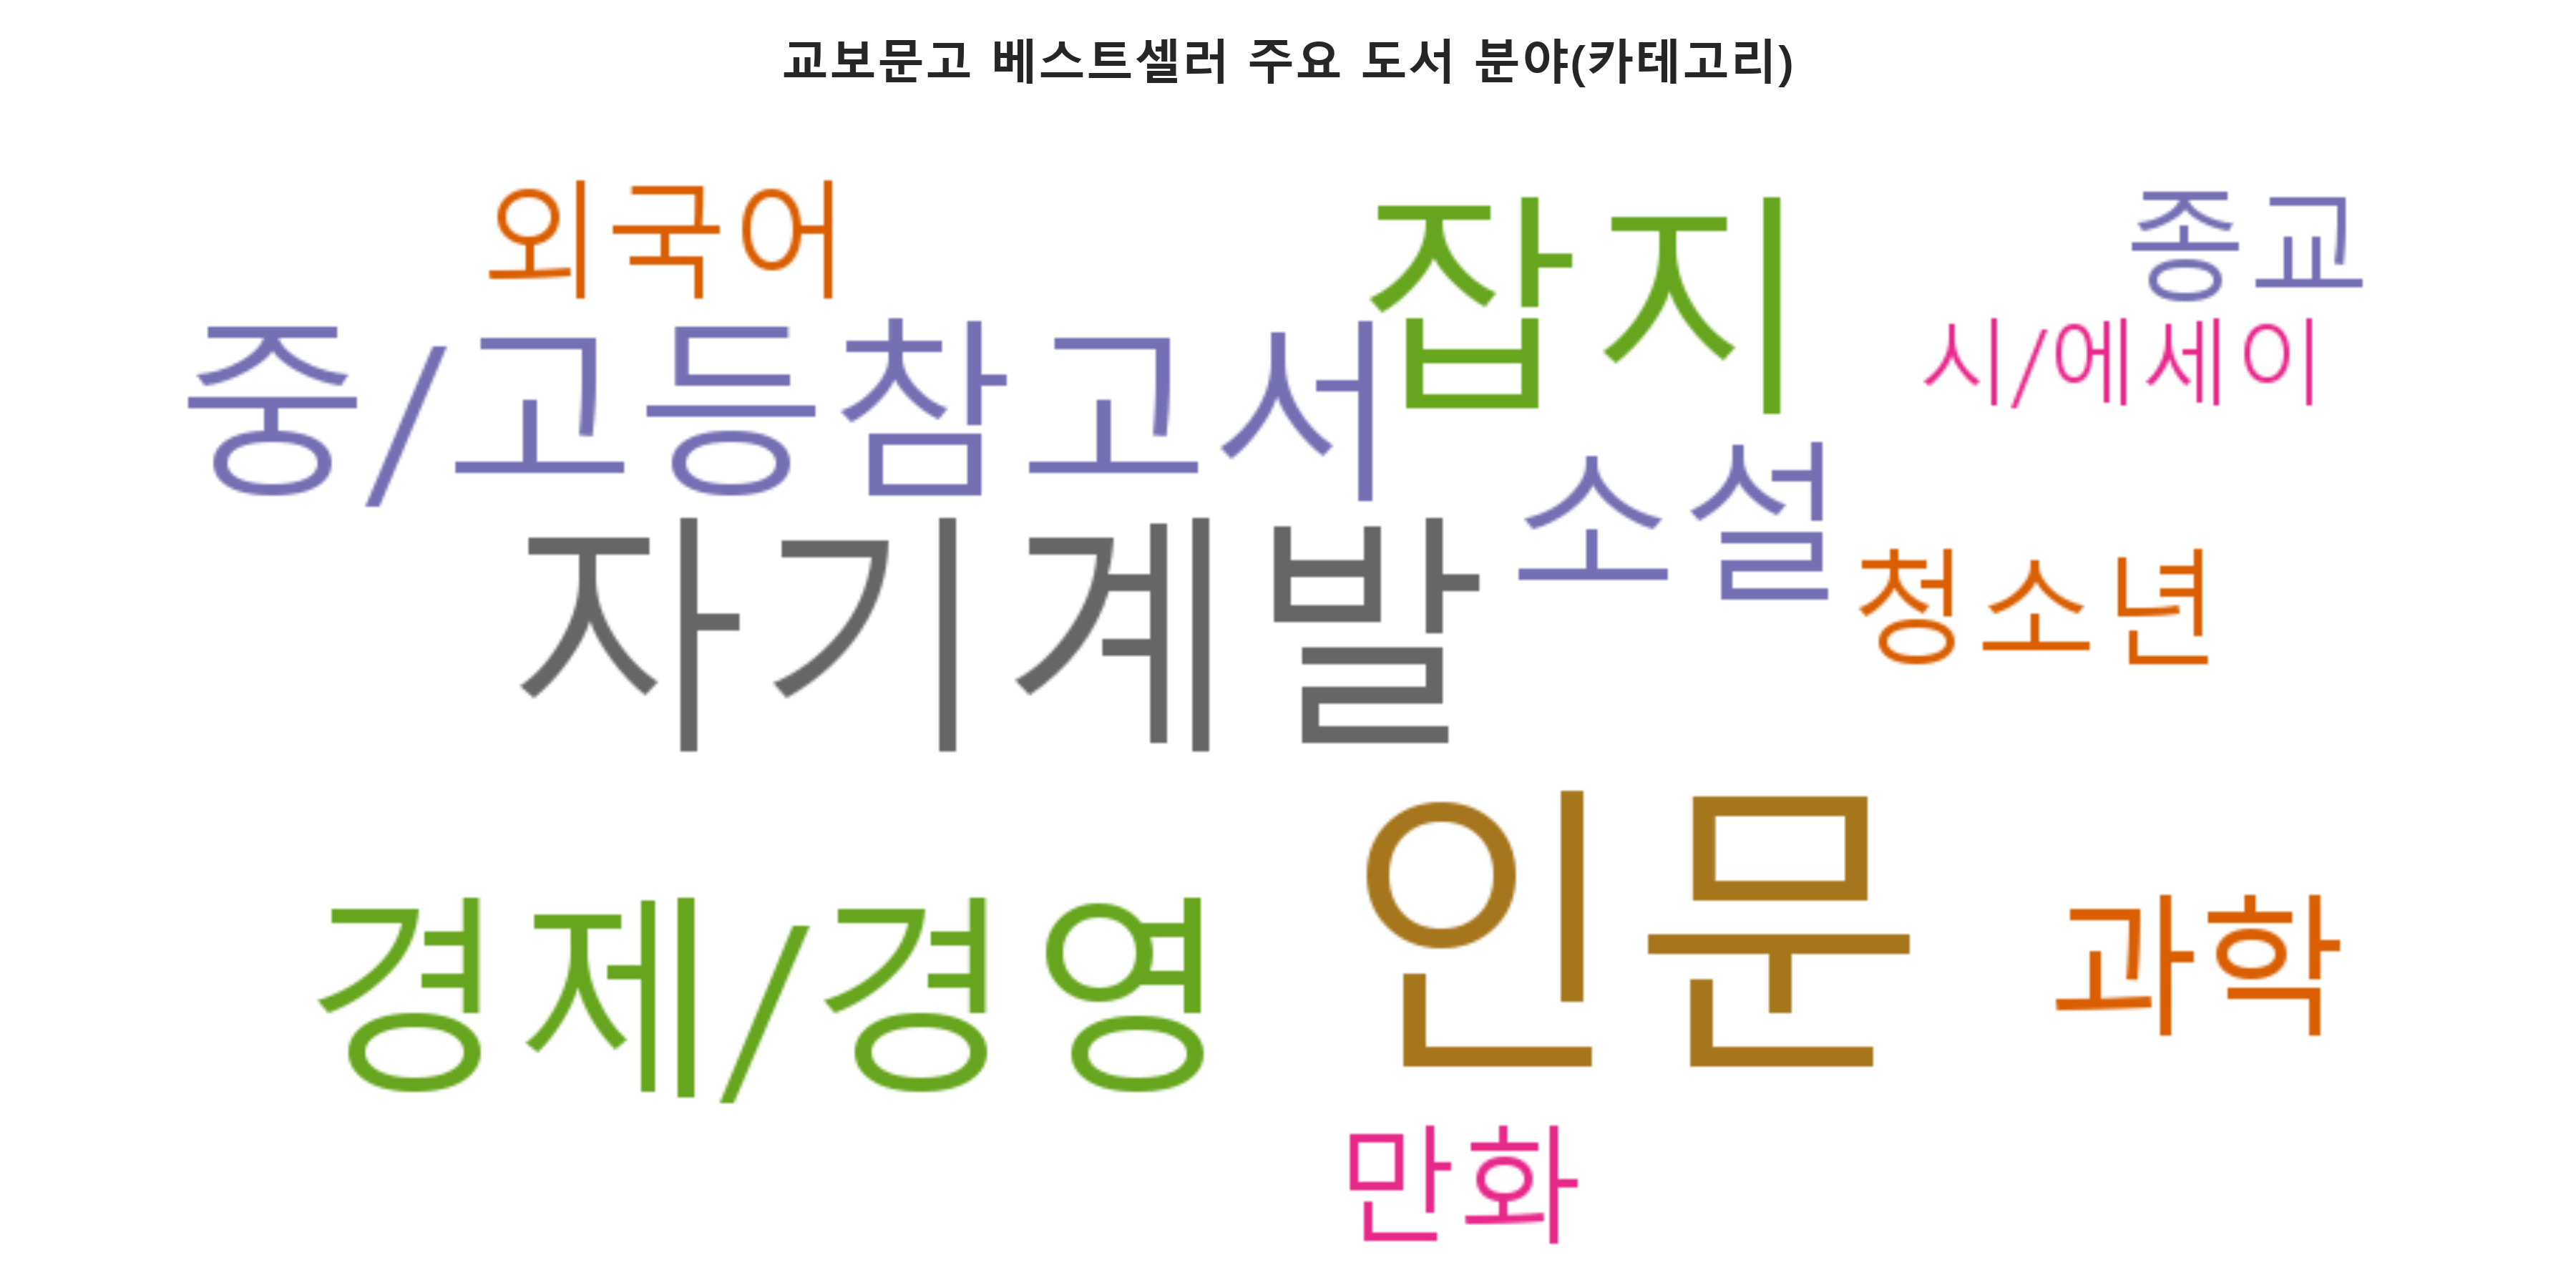 교보문고 베스트셀러 주요 도서 분야(카테고리)
외국어
잡지
종교
중/고등참고서
시/에세이
소설
자기계발
청소년
경제/경영
인문
과학
만화